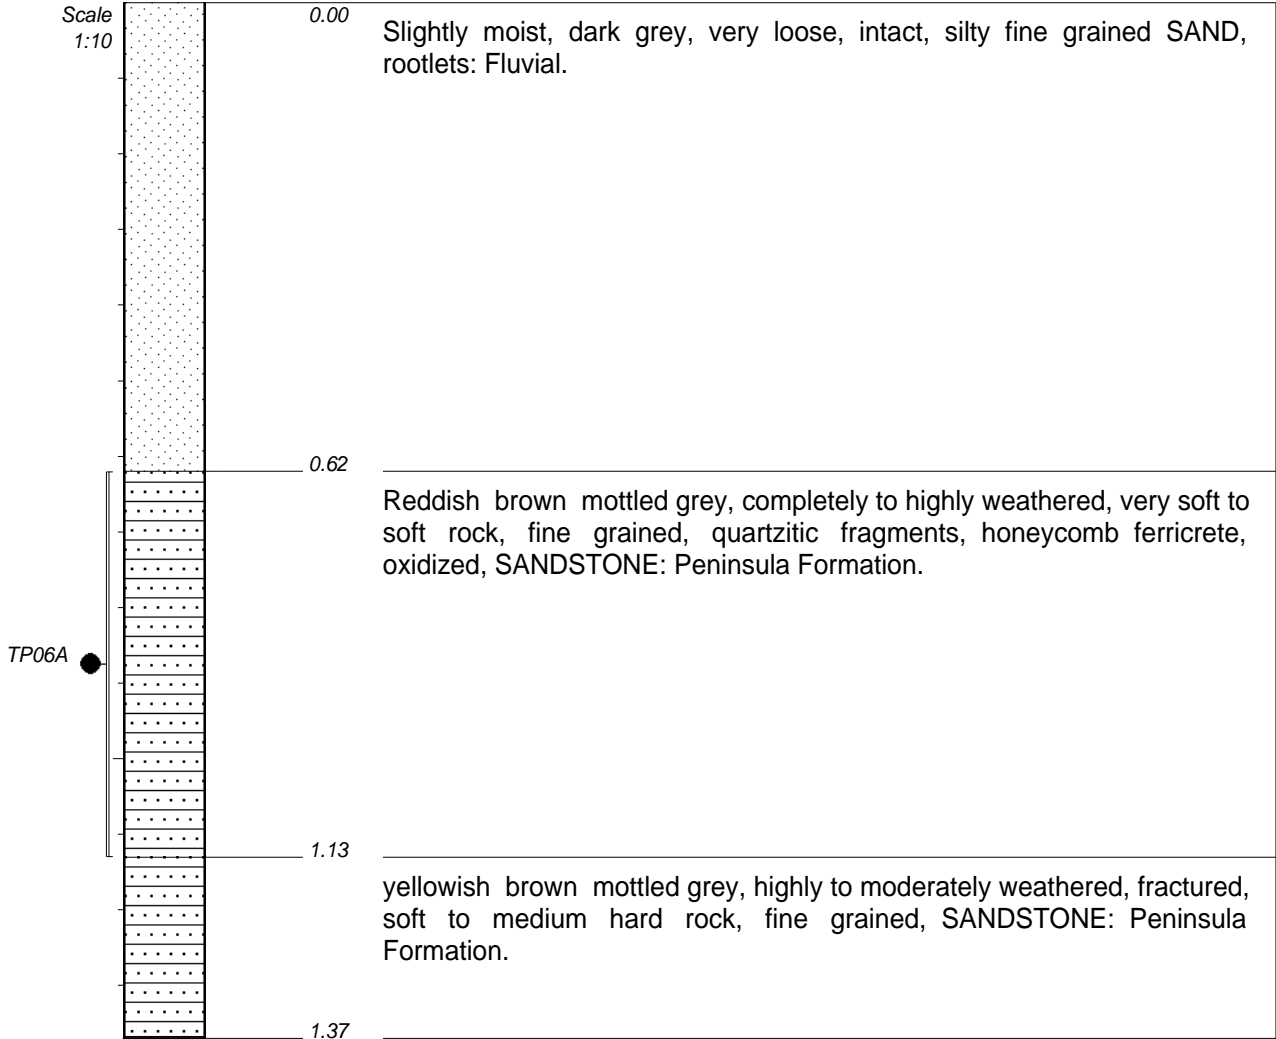 Scale
1:10
0.00
Slightly moist, dark grey, very loose, intact, silty fine grained SAND,
rootlets: Fluvial.
0.62
Reddish brown mottled grey, completely to highly weathered, very soft to
soft rock, fine grained, quartzitic fragments, honeycomb ferricrete,
oxidized, SANDSTONE: Peninsula Formation.
TP06A
1.13
yellowish brown mottled grey, highly to moderately weathered, fractured,
soft to medium hard rock, fine grained, SANDSTONE: Peninsula
Formation.
1.37